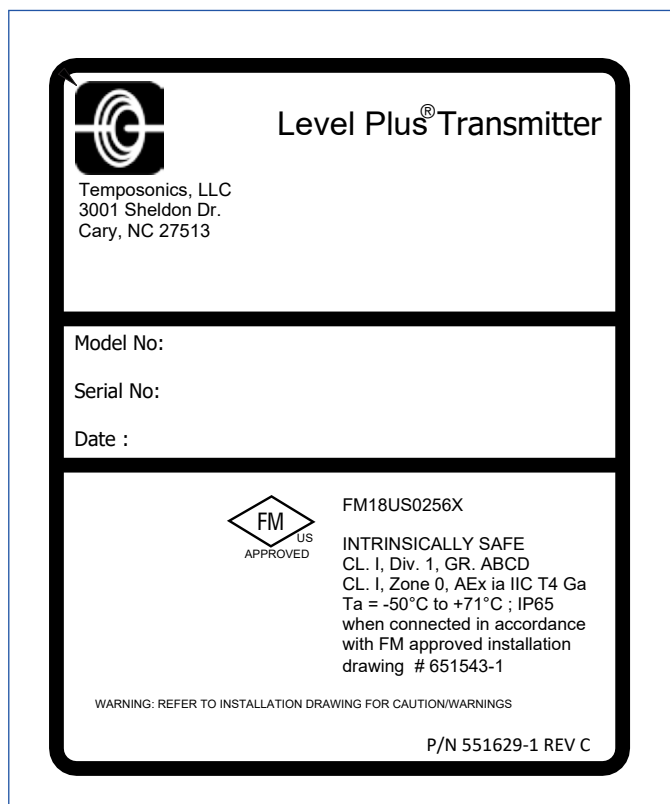 Level Plus® Transmitter
Temposonics, LLC
3001 Sheldon Dr.
Cary, NC 27513
Model No:
Serial No:
Date :
FM
US
APPROVED
FM18US0256X
INTRINSICALLY SAFE
CL. I, Div. 1, GR. ABCD
CL. I, Zone 0, AEx ia IIC T4 Ga
Ta = -50°C to +71°C ; IP65
when connected in accordance
with FM approved installation
drawing # 651543-1
WARNING: REFER TO INSTALLATION DRAWING FOR CAUTION/WARNINGS
P/N 551629-1 REV C